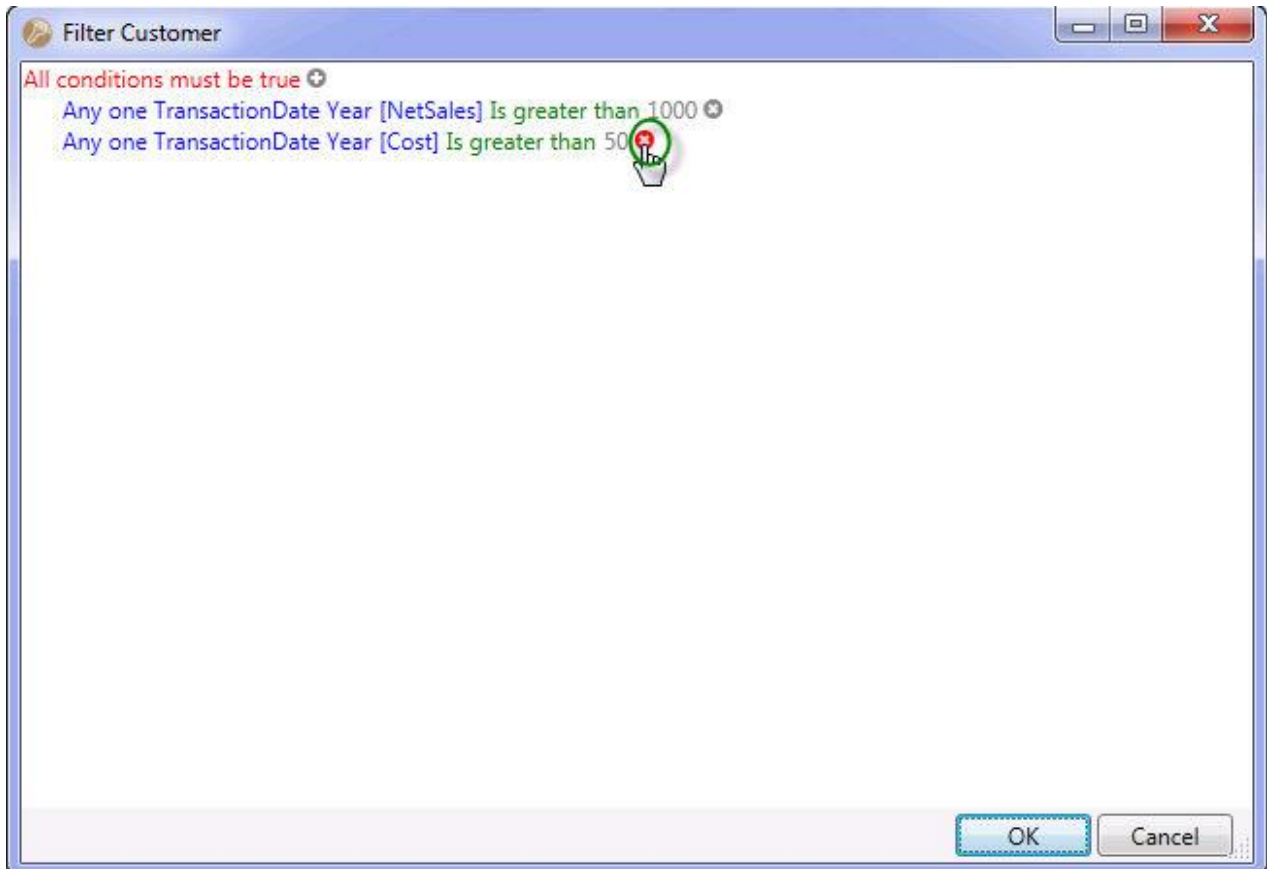 Filter Customer
All conditions must be true
Any one TransactionDate Year [NetSales] Is greater than 1000
Any one TransactionDate Year [Cost] Is greater than 50
OK
Cancel